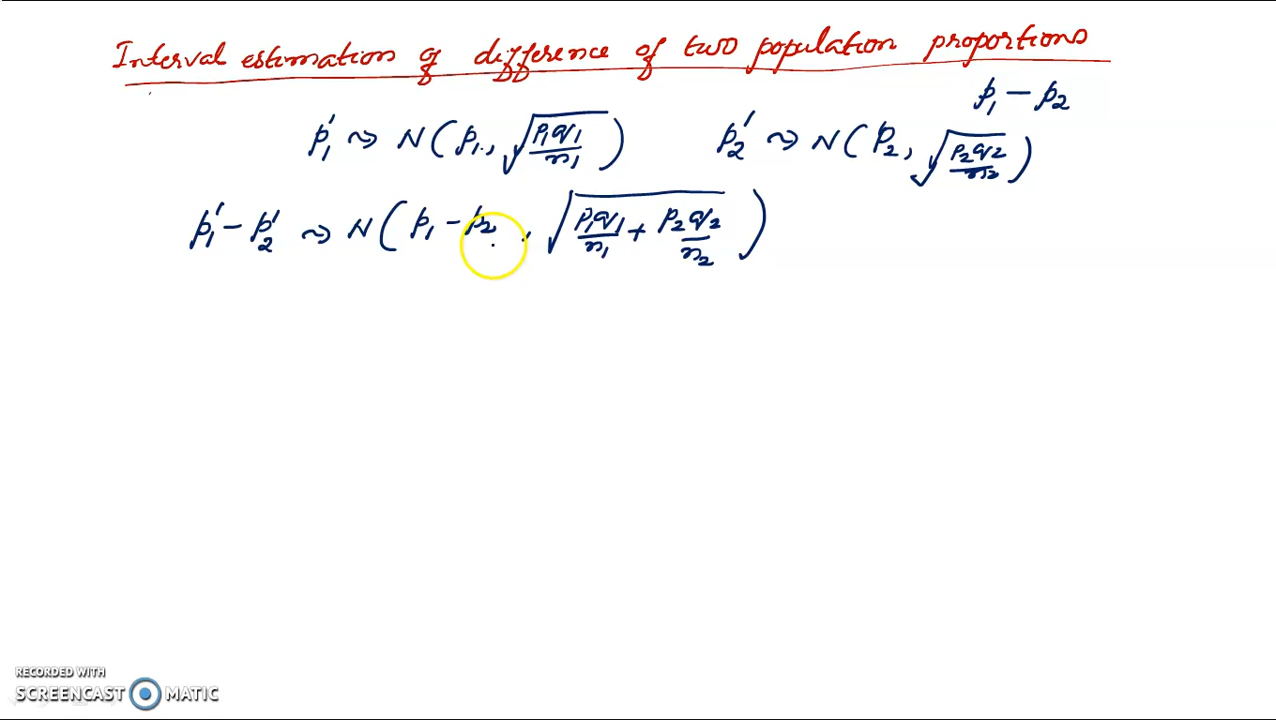 Interval estimation of difference of two population proportions
p₁ − p₂
p₁′ ~ N(p₁, √(p₁q₁/n₁)) p₂′ ~ N(p₂, √(p₂q₂/n₂))
p₁′ − p₂′ ~ N(p₁ − p₂, √(p₁q₁/n₁ + p₂q₂/n₂))
RECORDED WITH
SCREENCAST MATIC